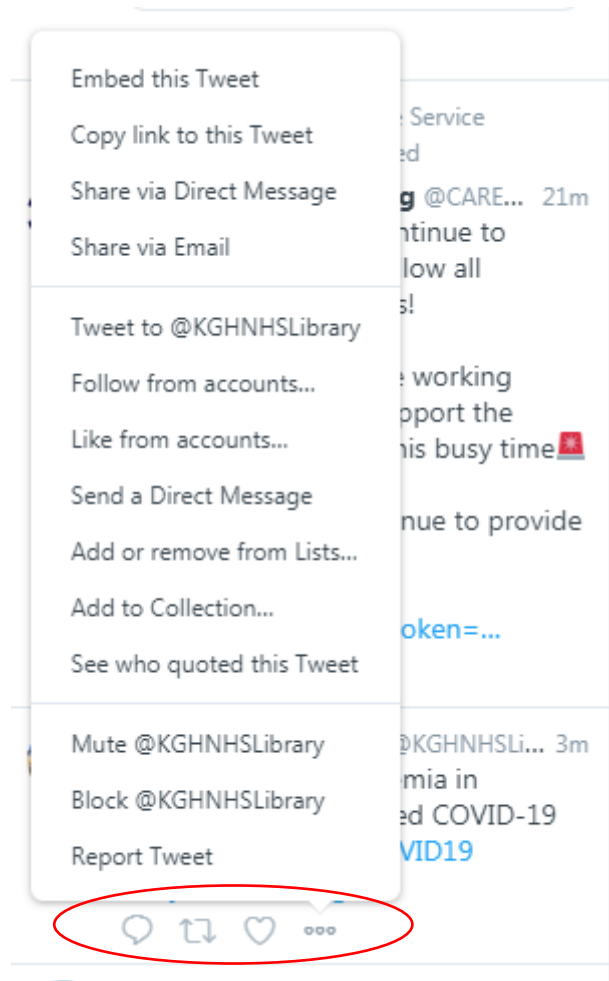 Embed this Tweet
Copy link to this Tweet
Share via Direct Message
Share via Email
Tweet to @KGHNHSLibrary
Follow from accounts...
Like from accounts...
Send a Direct Message
Add or remove from Lists...
Add to Collection...
See who quoted this Tweet
Mute @KGHNHSLibrary
Block @KGHNHSLibrary
Report Tweet
Service
ed
g @CARE... 21m
ntinue to
low all
s!
working
pport the
his busy time🚨
nue to provide
oken=...
@KGHNHSLi... 3m
mia in
ed COVID-19
VID19